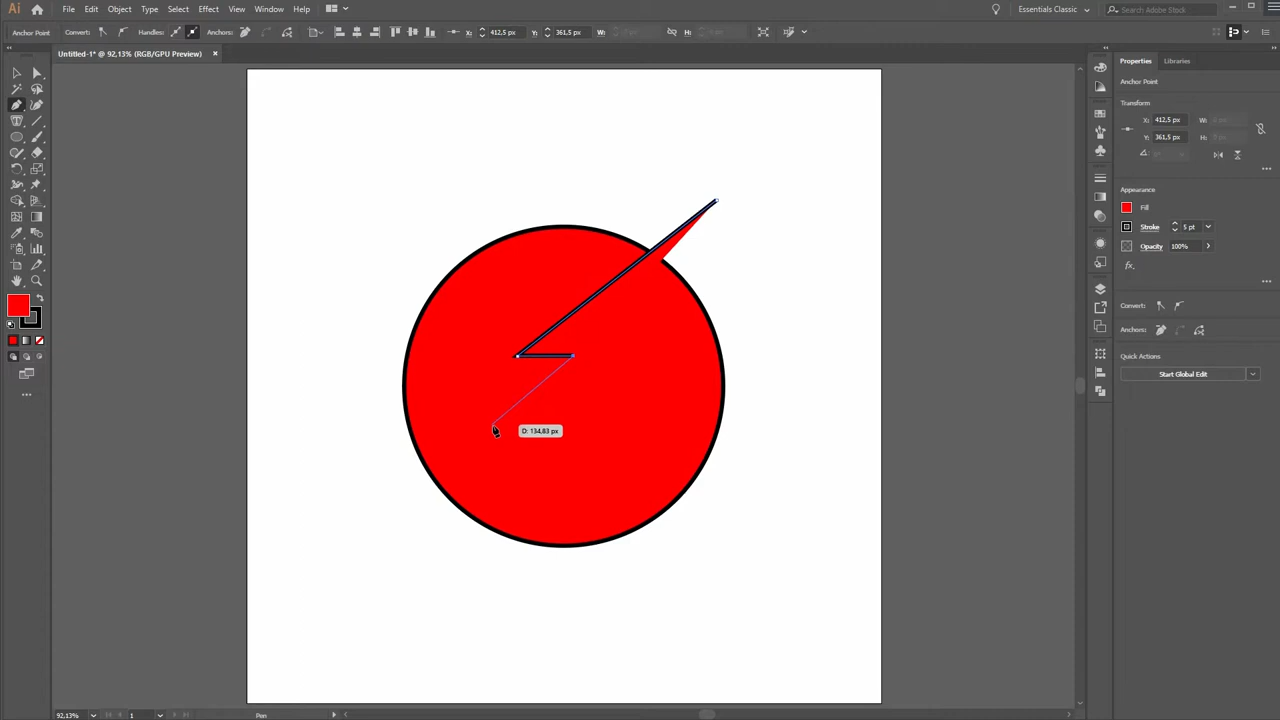 Ai File Edit Object Type Select Effect View Window Help Essentials Classic Search Adobe Stock
Anchor Point Convert: Handles: Anchors: X: 412,5 px Y: 361,5 px W: H:
Untitled-1* @ 92,13% (RGB/GPU Preview) ×
Properties Libraries
Anchor Point
Transform
X: 412,5 px W:
Y: 361,5 px H:
Appearance
Fill
Stroke 5 pt
Opacity 100%
fx.
Convert:
Anchors:
Quick Actions
Start Global Edit
D: 134,83 px
92,13% 1 Pen